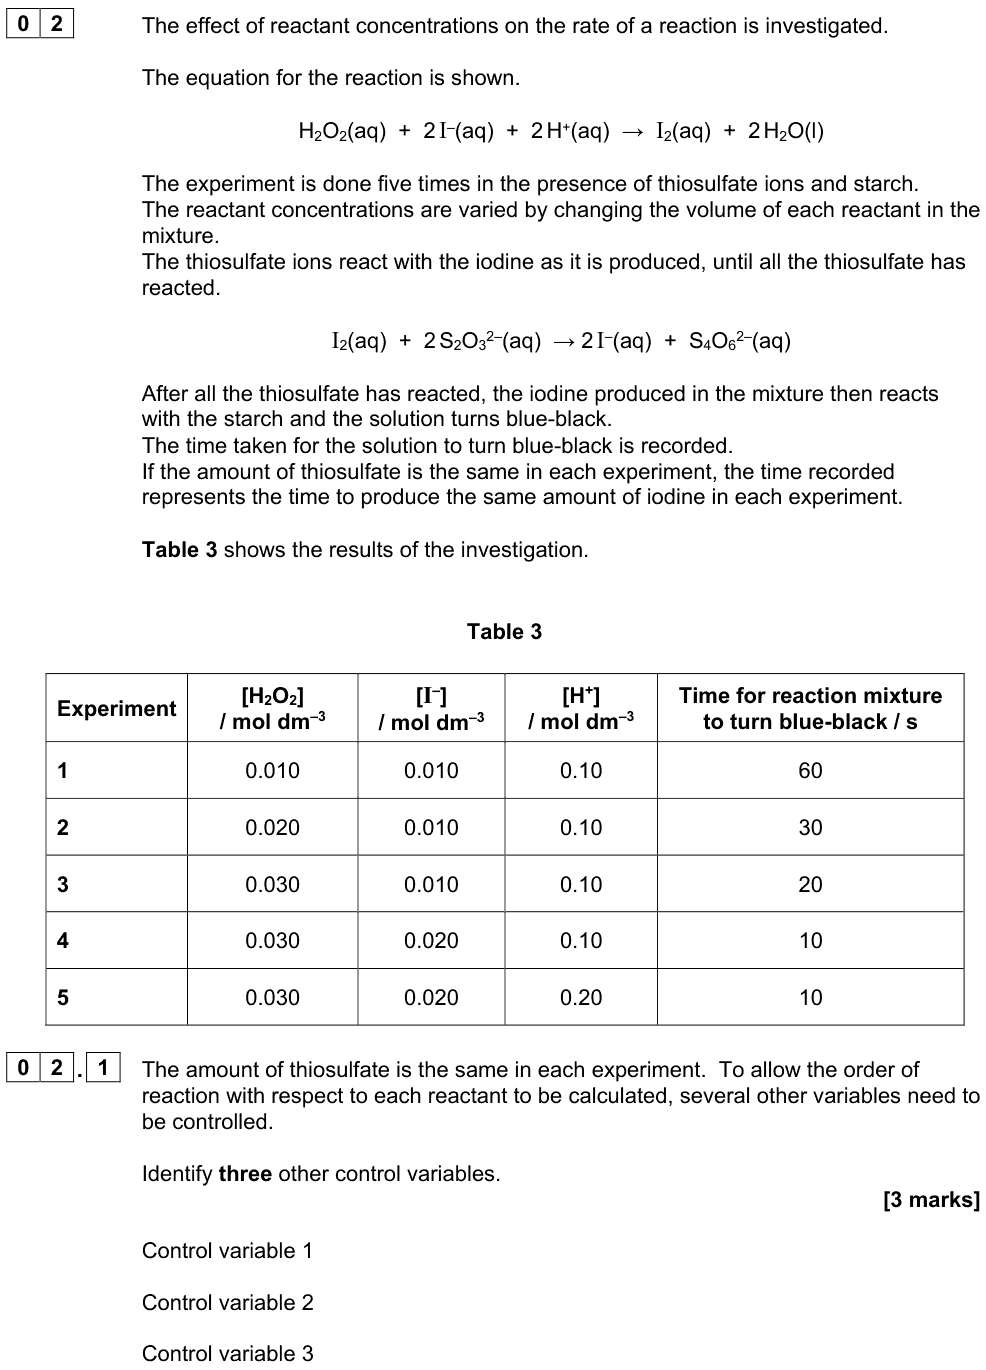 0 2 The effect of reactant concentrations on the rate of a reaction is investigated.
The equation for the reaction is shown.
H₂O₂(aq) + 2 I⁻(aq) + 2 H⁺(aq) → I₂(aq) + 2 H₂O(l)
The experiment is done five times in the presence of thiosulfate ions and starch.
The reactant concentrations are varied by changing the volume of each reactant in the
mixture.
The thiosulfate ions react with the iodine as it is produced, until all the thiosulfate has
reacted.
I₂(aq) + 2 S₂O₃²⁻(aq) → 2 I⁻(aq) + S₄O₆²⁻(aq)
After all the thiosulfate has reacted, the iodine produced in the mixture then reacts
with the starch and the solution turns blue-black.
The time taken for the solution to turn blue-black is recorded.
If the amount of thiosulfate is the same in each experiment, the time recorded
represents the time to produce the same amount of iodine in each experiment.
Table 3 shows the results of the investigation.
Table 3
Experiment [H₂O₂] / mol dm⁻³ [I⁻] / mol dm⁻³ [H⁺] / mol dm⁻³ Time for reaction mixture to turn blue-black / s
1 0.010 0.010 0.10 60
2 0.020 0.010 0.10 30
3 0.030 0.010 0.10 20
4 0.030 0.020 0.10 10
5 0.030 0.020 0.20 10
0 2 . 1 The amount of thiosulfate is the same in each experiment. To allow the order of
reaction with respect to each reactant to be calculated, several other variables need to
be controlled.
Identify three other control variables.
[3 marks]
Control variable 1
Control variable 2
Control variable 3